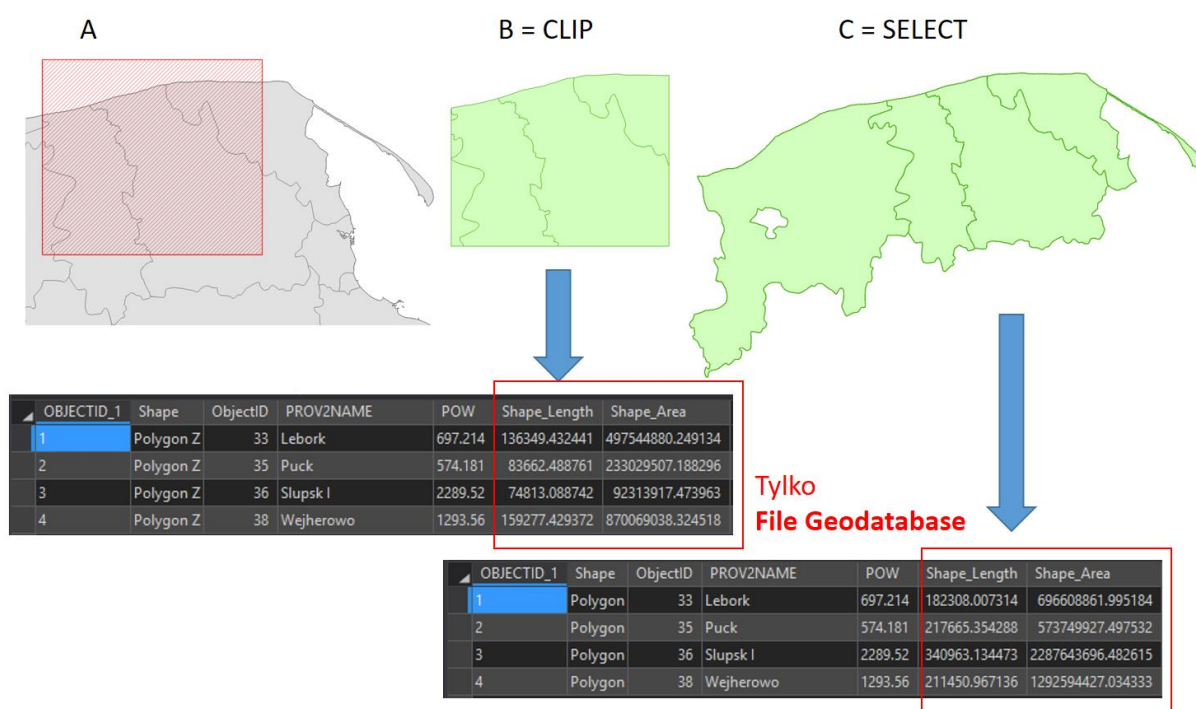 A
B = CLIP
C = SELECT
OBJECTID_1 Shape ObjectID PROV2NAME POW Shape_Length Shape_Area
1 Polygon Z 33 Lebork 697.214 136349.432441 497544880.249134
2 Polygon Z 35 Puck 574.181 83662.488761 233029507.188296
3 Polygon Z 36 Slupsk I 2289.52 74813.088742 92313917.473963
4 Polygon Z 38 Wejherowo 1293.56 159277.429372 870069038.324518
Tylko
File Geodatabase
OBJECTID_1 Shape ObjectID PROV2NAME POW Shape_Length Shape_Area
1 Polygon 33 Lebork 697.214 182308.007314 696608861.995184
2 Polygon 35 Puck 574.181 217665.354288 573749927.497532
3 Polygon 36 Slupsk I 2289.52 340963.134473 2287643696.482615
4 Polygon 38 Wejherowo 1293.56 211450.967136 1292594427.034333